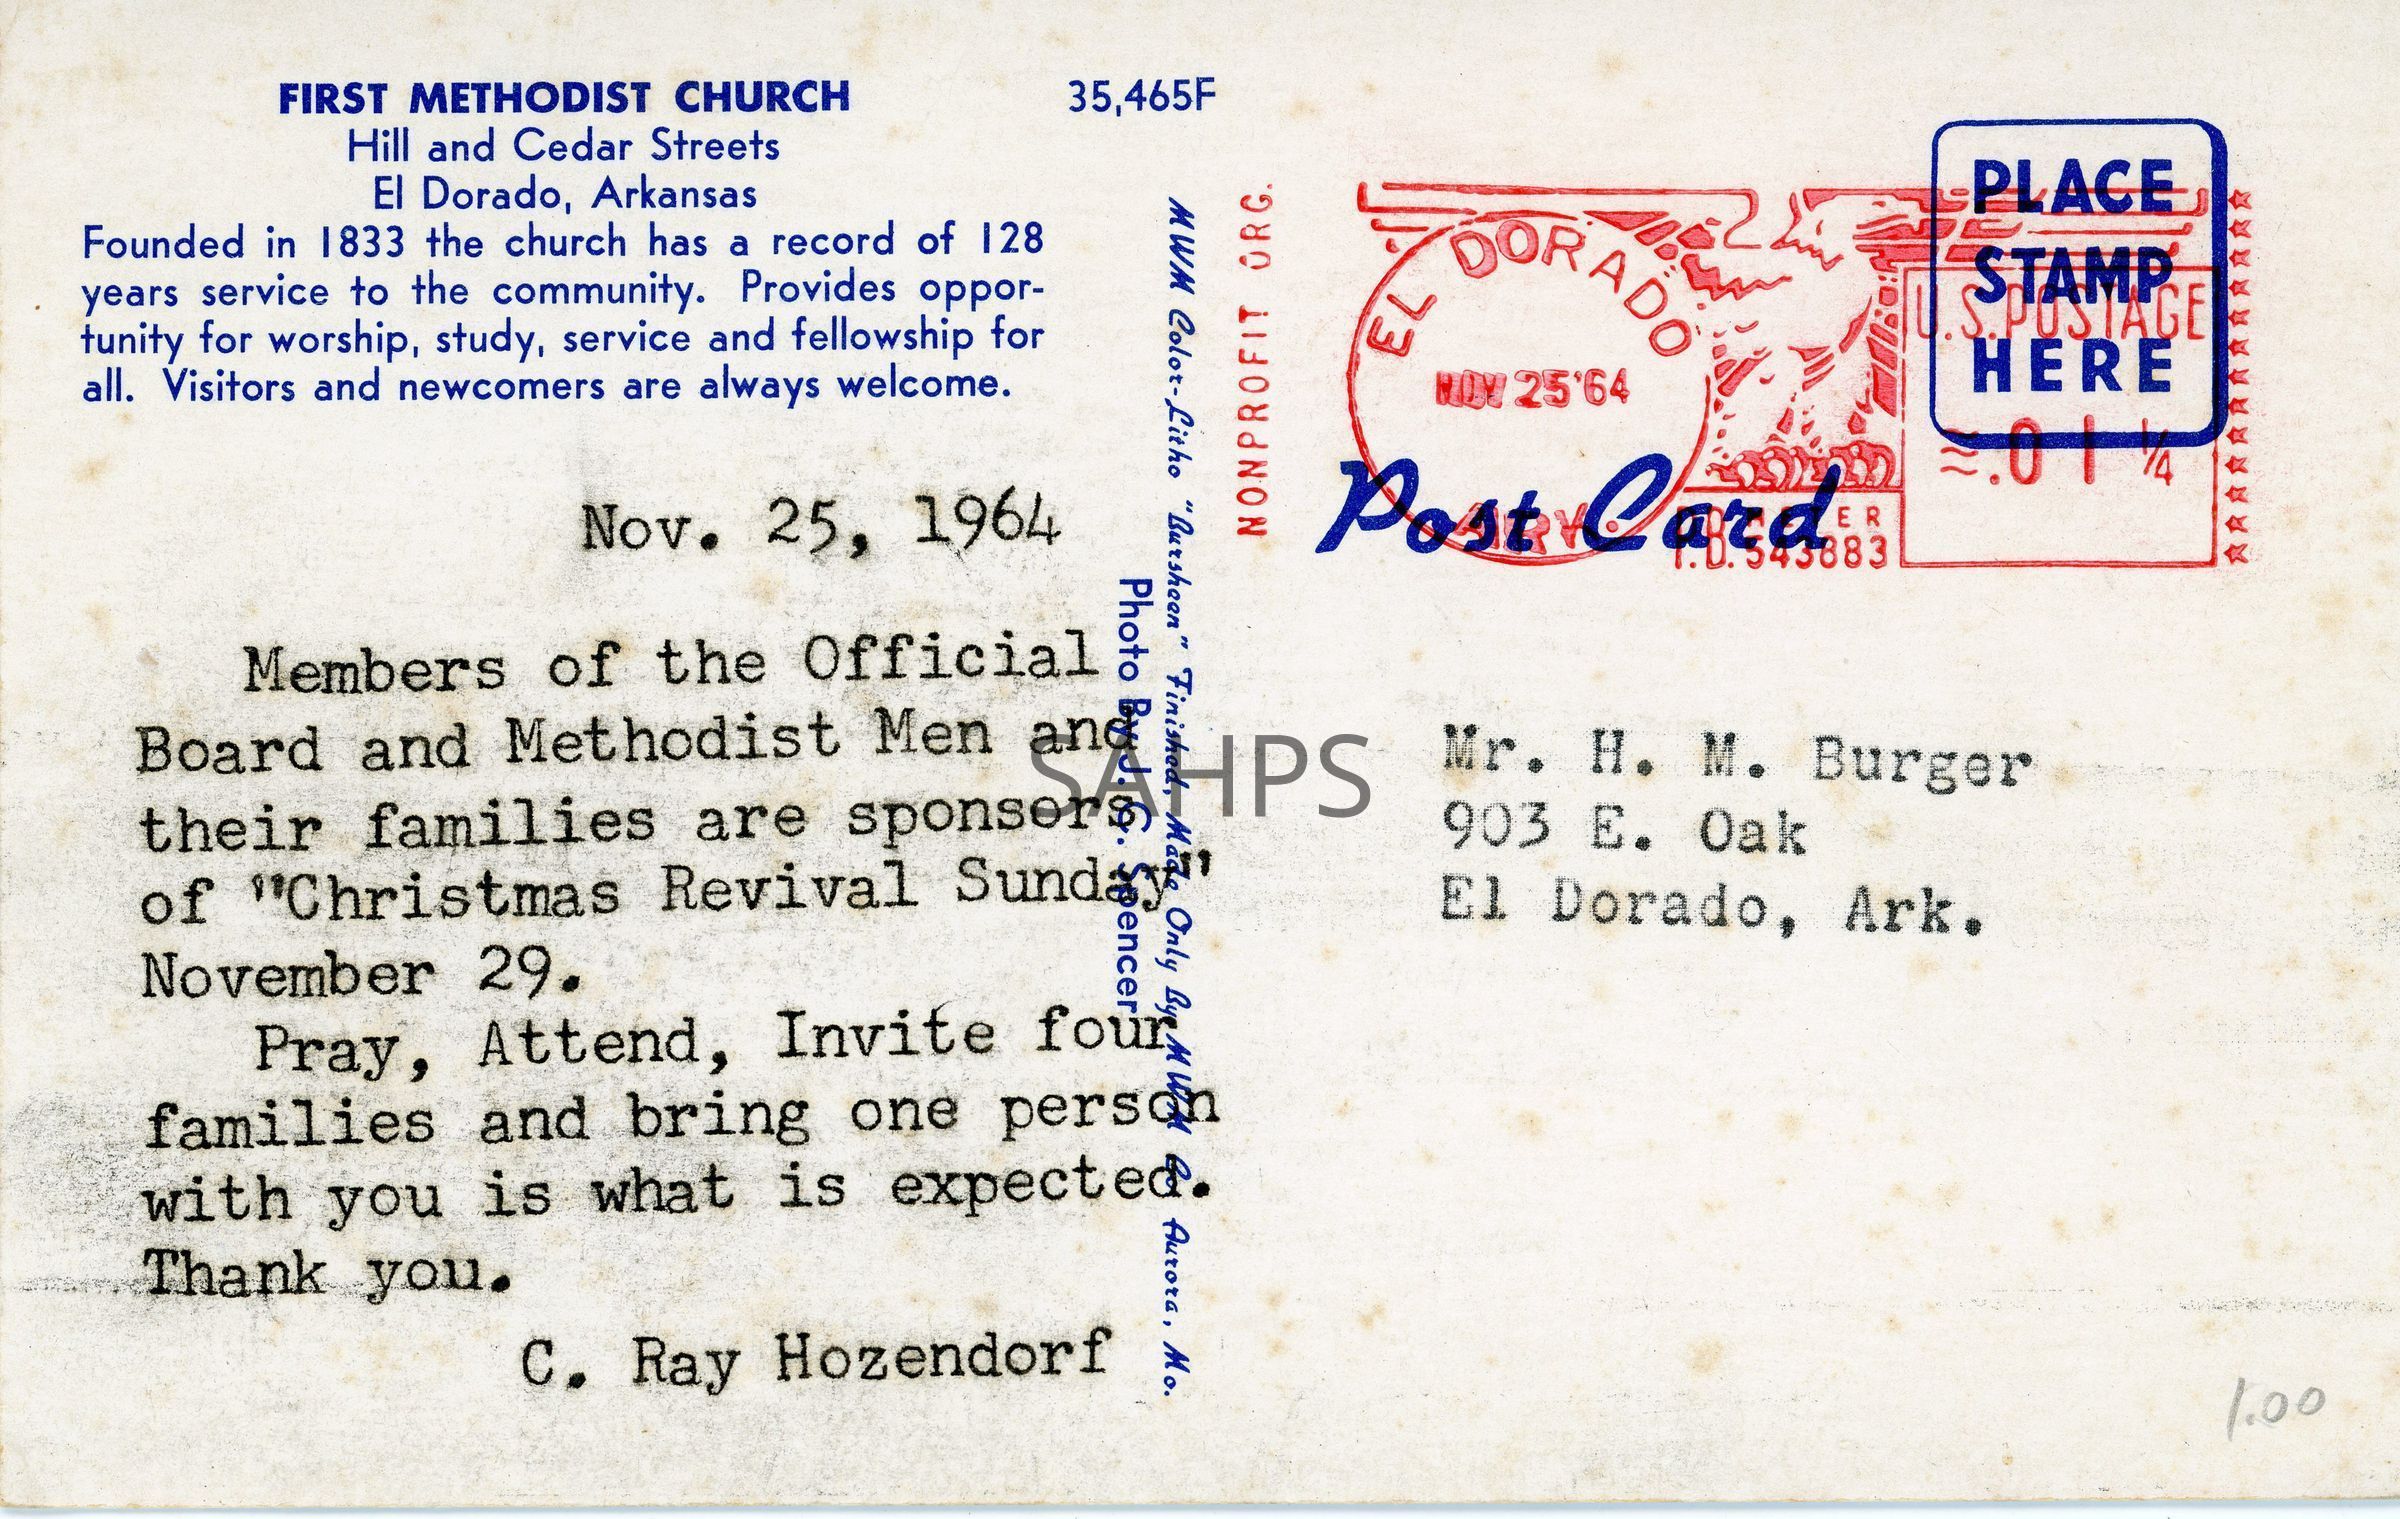 FIRST METHODIST CHURCH
Hill and Cedar Streets
El Dorado, Arkansas
Founded in 1833 the church has a record of 128
years service to the community. Provides oppor-
tunity for worship, study, service and fellowship for
all. Visitors and newcomers are always welcome.
35,465F
Nov. 25, 1964
Members of the Official
Board and Methodist Men and
their families are sponsors
of "Christmas Revival Sunday"
November 29.
Pray, Attend, Invite four
families and bring one person
with you is what is expected.
Thank you.
C. Ray Hozendorf
Photo By J. C. Spencer
MWM Color-Litho "Bursheen" Finished, Made Only By MWM Co. Aurora, Mo.
SAHPS
NONPROFIT ORG.
EL DORADO
NOV 25 '64
ARK.
Post Card
PB METER
543883
U.S. POSTAGE
.01 1/4
PLACE
STAMP
HERE
Mr. H. M. Burger
903 E. Oak
El Dorado, Ark.
1.00